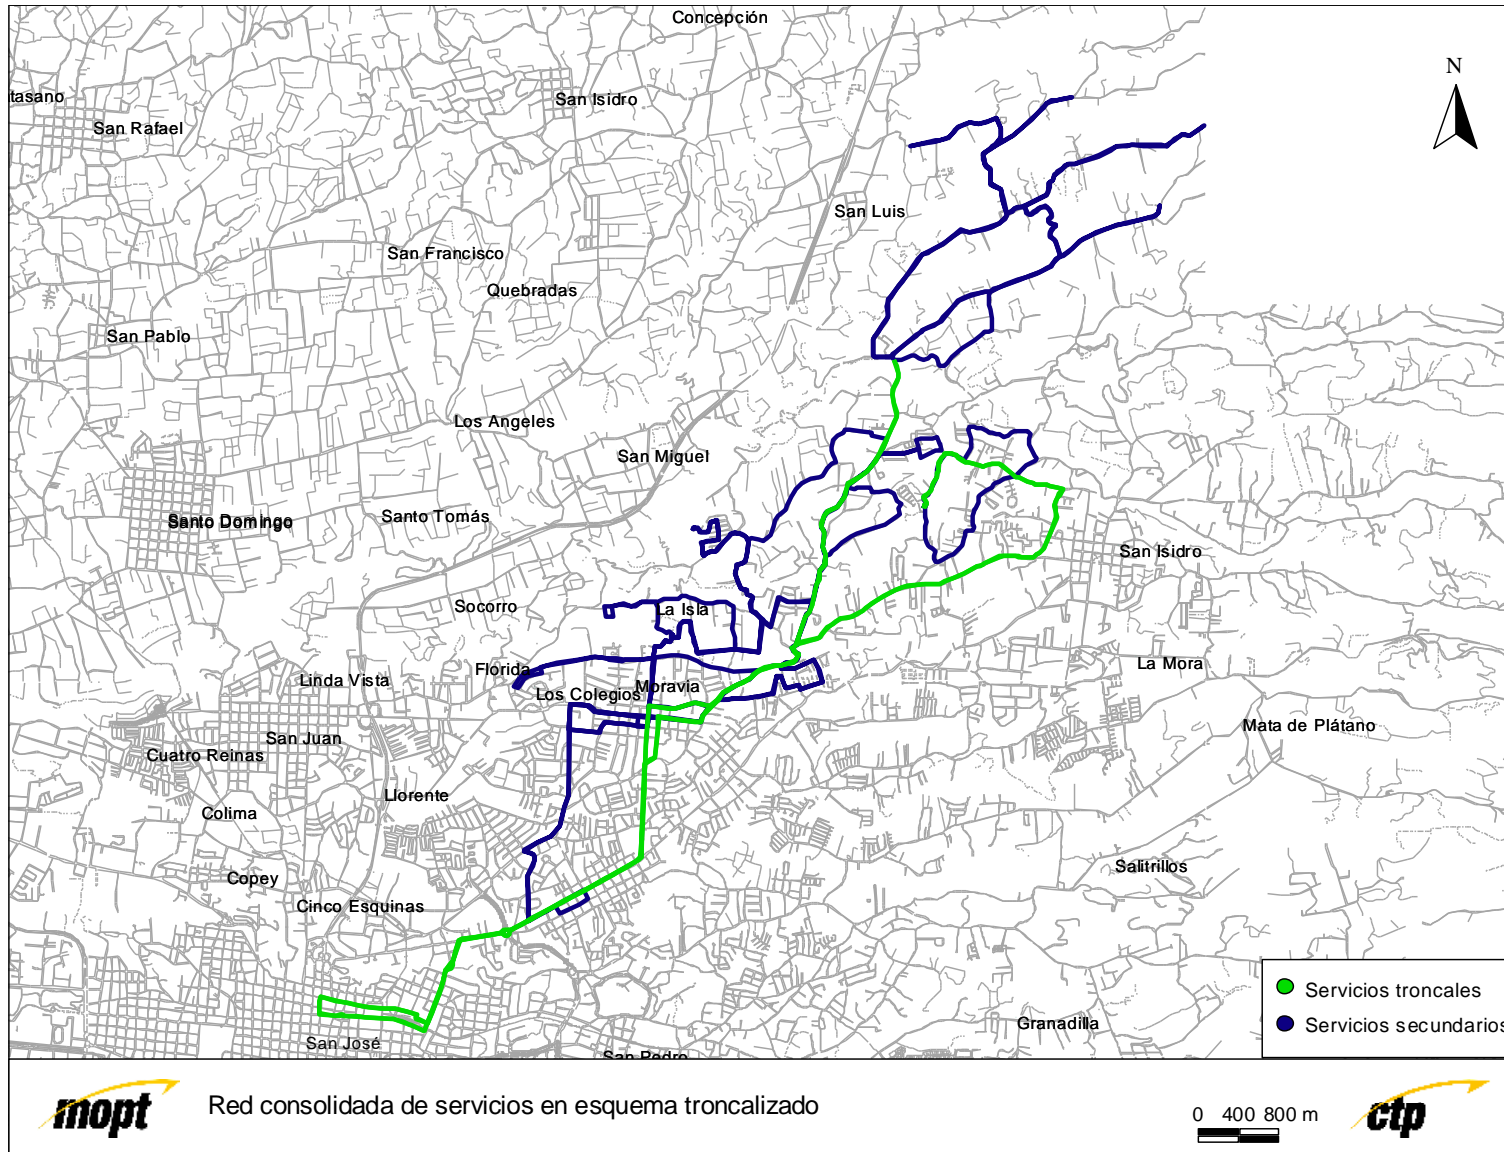 Concepción
tasano
San Isidro
San Rafael
N
San Luis
San Francisco
Quebradas
San Pablo
Los Angeles
San Miguel
Santo Domingo
Santo Tomás
San Isidro
Socorro
La Isla
La Mora
Florida
Linda Vista
Los Colegios
Moravia
Mata de Plátano
San Juan
Cuatro Reinas
Llorente
Colima
Salitrillos
Copey
Cinco Esquinas
Servicios troncales
Servicios secundarios
Granadilla
San José
San Pedro
mopt
Red consolidada de servicios en esquema troncalizado
0 400 800 m
ctp